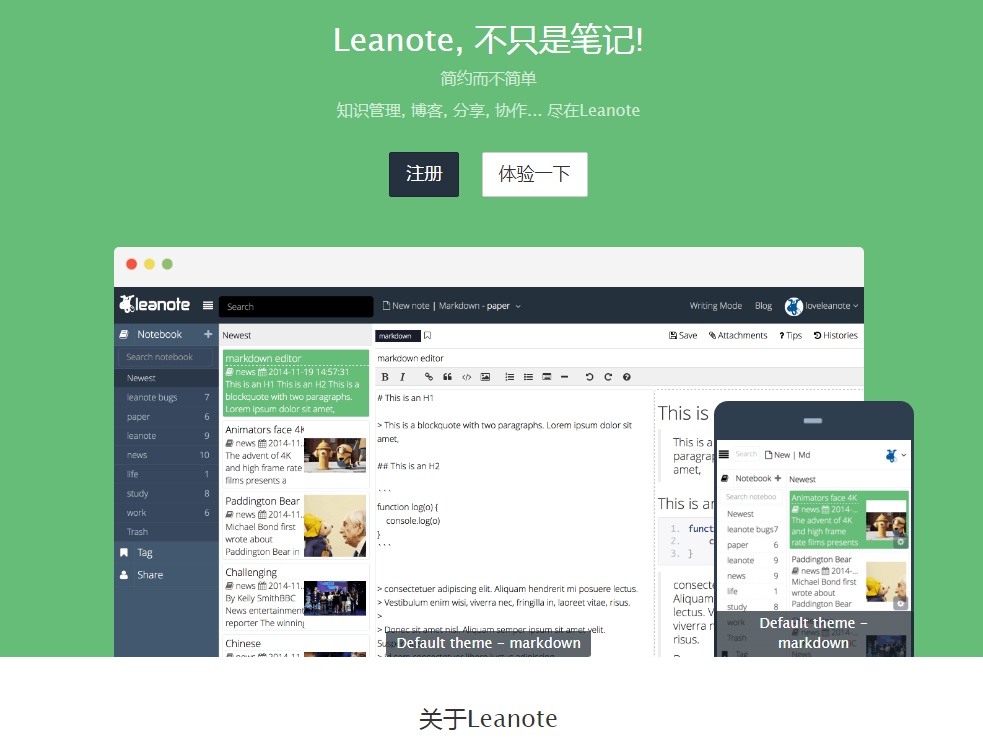 Leanote, 不只是笔记!
简约而不简单
知识管理, 博客, 分享, 协作... 尽在Leanote
注册 体验一下
leanote Search New note | Markdown - paper Writing Mode Blog loveleanote
Notebook +
Search notebook
Newest
leanote bugs 7
paper 6
leanote 9
news 10
life 1
study 8
work 6
Trash
Tag
Share
Newest
markdown editor
news 2014-11-19 14:57:31
This is an H1 This is an H2 This is a
blockquote with two paragraphs.
Lorem ipsum dolor sit amet,
Animators face 4K
news 2014-11..
The advent of 4K
and high frame rate
films presents a
Paddington Bear
news 2014-11..
Michael Bond first
wrote about
Paddington Bear in
Challenging
news 2014-11..
By Keily SmithBBC
News entertainment
reporter The winning
Chinese
news 2014-11..
markdown Save Attachments ? Tips Histories
markdown editor
B I
# This is an H1
> This is a blockquote with two paragraphs. Lorem ipsum dolor sit
amet,
## This is an H2
```
function log(o) {
console.log(o)
}
```
> consectetuer adipiscing elit. Aliquam hendrerit mi posuere lectus.
> Vestibulum enim wisi, viverra nec, fringilla in, laoreet vitae, risus.
>
> Donec sit amet nisl. Aliquam semper ipsum sit amet velit.
Default theme - markdown
This is
This is a
paragrap
amet,
This is an
1. funct
2. c
3. }
consecte
Aliquam
lectus. V
viverra n
risus.
Search New | Md
Notebook +
Search noteboo
Newest
leanote bugs 7
paper 6
leanote 9
news 9
life 1
study 8
work
Trash
Tag
Newest
Animators face 4K
news 2014-..
The advent of 4K
and high frame
rate films presents
Paddington Bear
news 2014-..
Michael Bond first
wrote about
Paddington Bear
Default theme -
markdown
关于Leanote